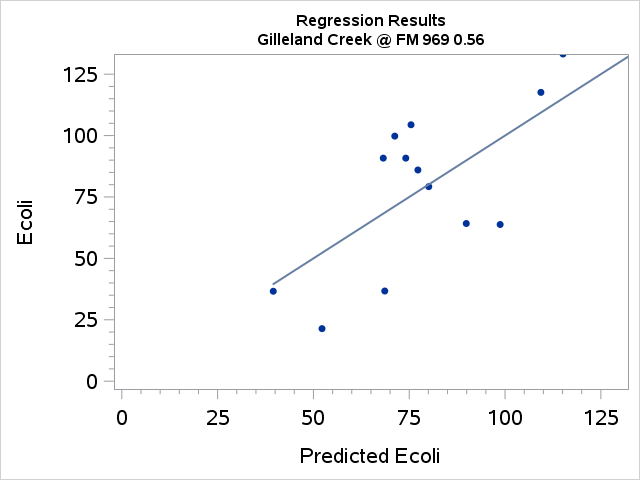 Regression Results
Gilleland Creek @ FM 969 0.56
125
100
75
50
25
0
Ecoli
0 25 50 75 100 125
Predicted Ecoli